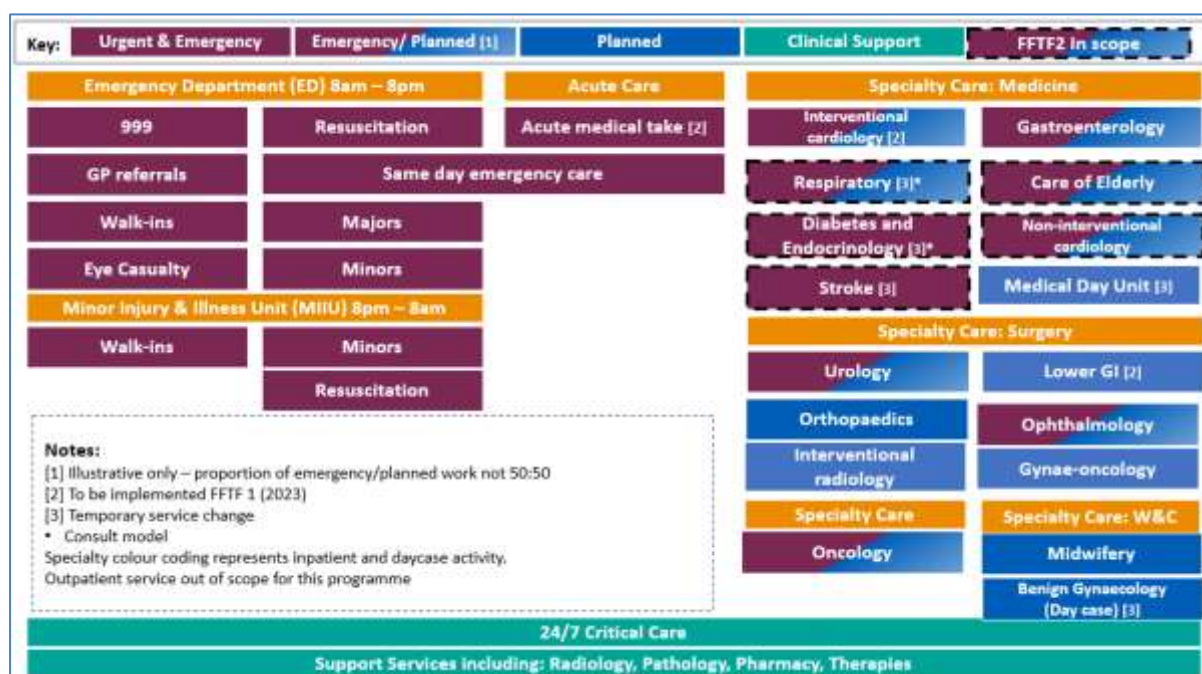 Key:
Urgent & Emergency
Emergency/ Planned [1]
Planned
Clinical Support
FFTF2 In scope
Emergency Department (ED) 8am – 8pm
999
Resuscitation
GP referrals
Same day emergency care
Walk-ins
Majors
Eye Casualty
Minors
Minor Injury & Illness Unit (MIIU) 8pm – 8am
Walk-ins
Minors
Resuscitation
Acute Care
Acute medical take [2]
Specialty Care: Medicine
Interventional
cardiology [2]
Gastroenterology
Respiratory [3]*
Care of Elderly
Diabetes and
Endocrinology [3]*
Non-interventional
cardiology
Stroke [3]
Medical Day Unit [3]
Specialty Care: Surgery
Urology
Lower GI [2]
Orthopaedics
Ophthalmology
Interventional
radiology
Gynae-oncology
Specialty Care
Oncology
Specialty Care: W&C
Midwifery
Benign Gynaecology
(Day case) [3]
Notes:
[1] Illustrative only – proportion of emergency/planned work not 50:50
[2] To be implemented FFTF 1 (2023)
[3] Temporary service change
• Consult model
Specialty colour coding represents inpatient and daycase activity.
Outpatient service out of scope for this programme
24/7 Critical Care
Support Services including: Radiology, Pathology, Pharmacy, Therapies